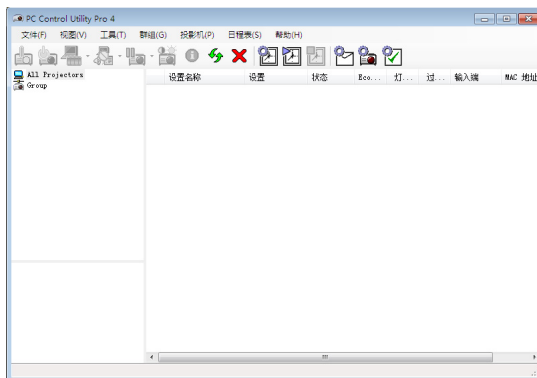 PC Control Utility Pro 4
文件(F) 视图(V) 工具(T) 群组(G) 投影机(P) 日程表(S) 帮助(H)
All Projectors
Group
设置名称 设置 状态 Eco... 灯... 过... 输入端 MAC 地址